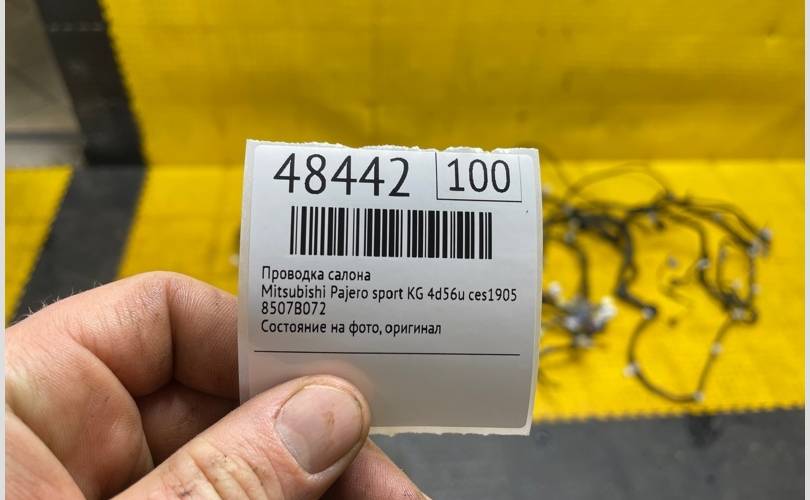 48442 100
Проводка салона
Mitsubishi Pajero sport KG 4d56u ces1905
8507B072
Состояние на фото, оригинал